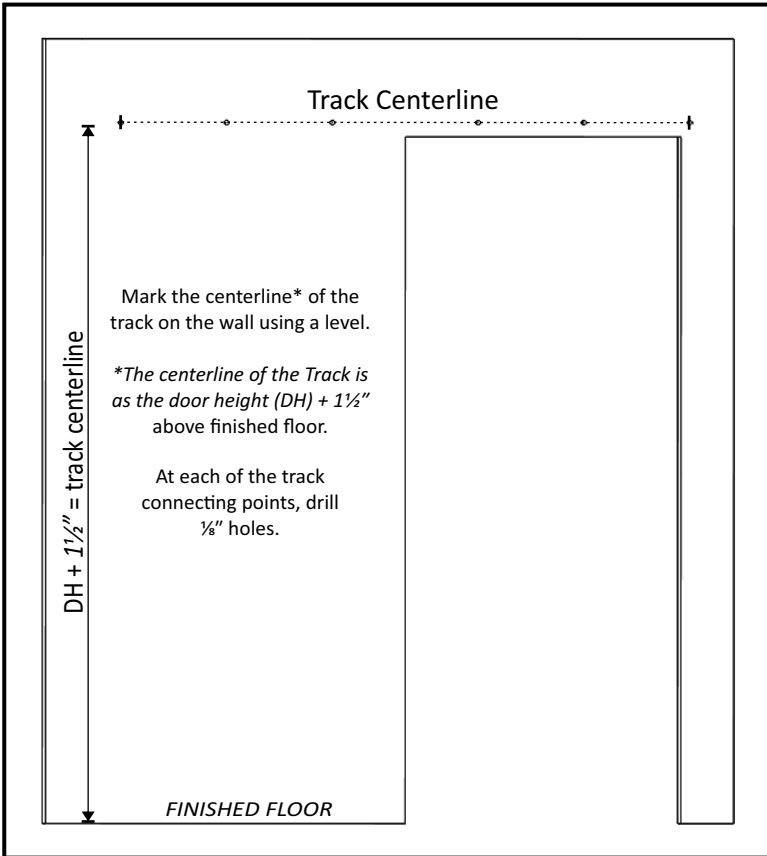 Track Centerline
Mark the centerline* of the
track on the wall using a level.
*The centerline of the Track is
as the door height (DH) + 1½″
above finished floor.
At each of the track
connecting points, drill
⅛″ holes.
DH + 1½″ = track centerline
FINISHED FLOOR